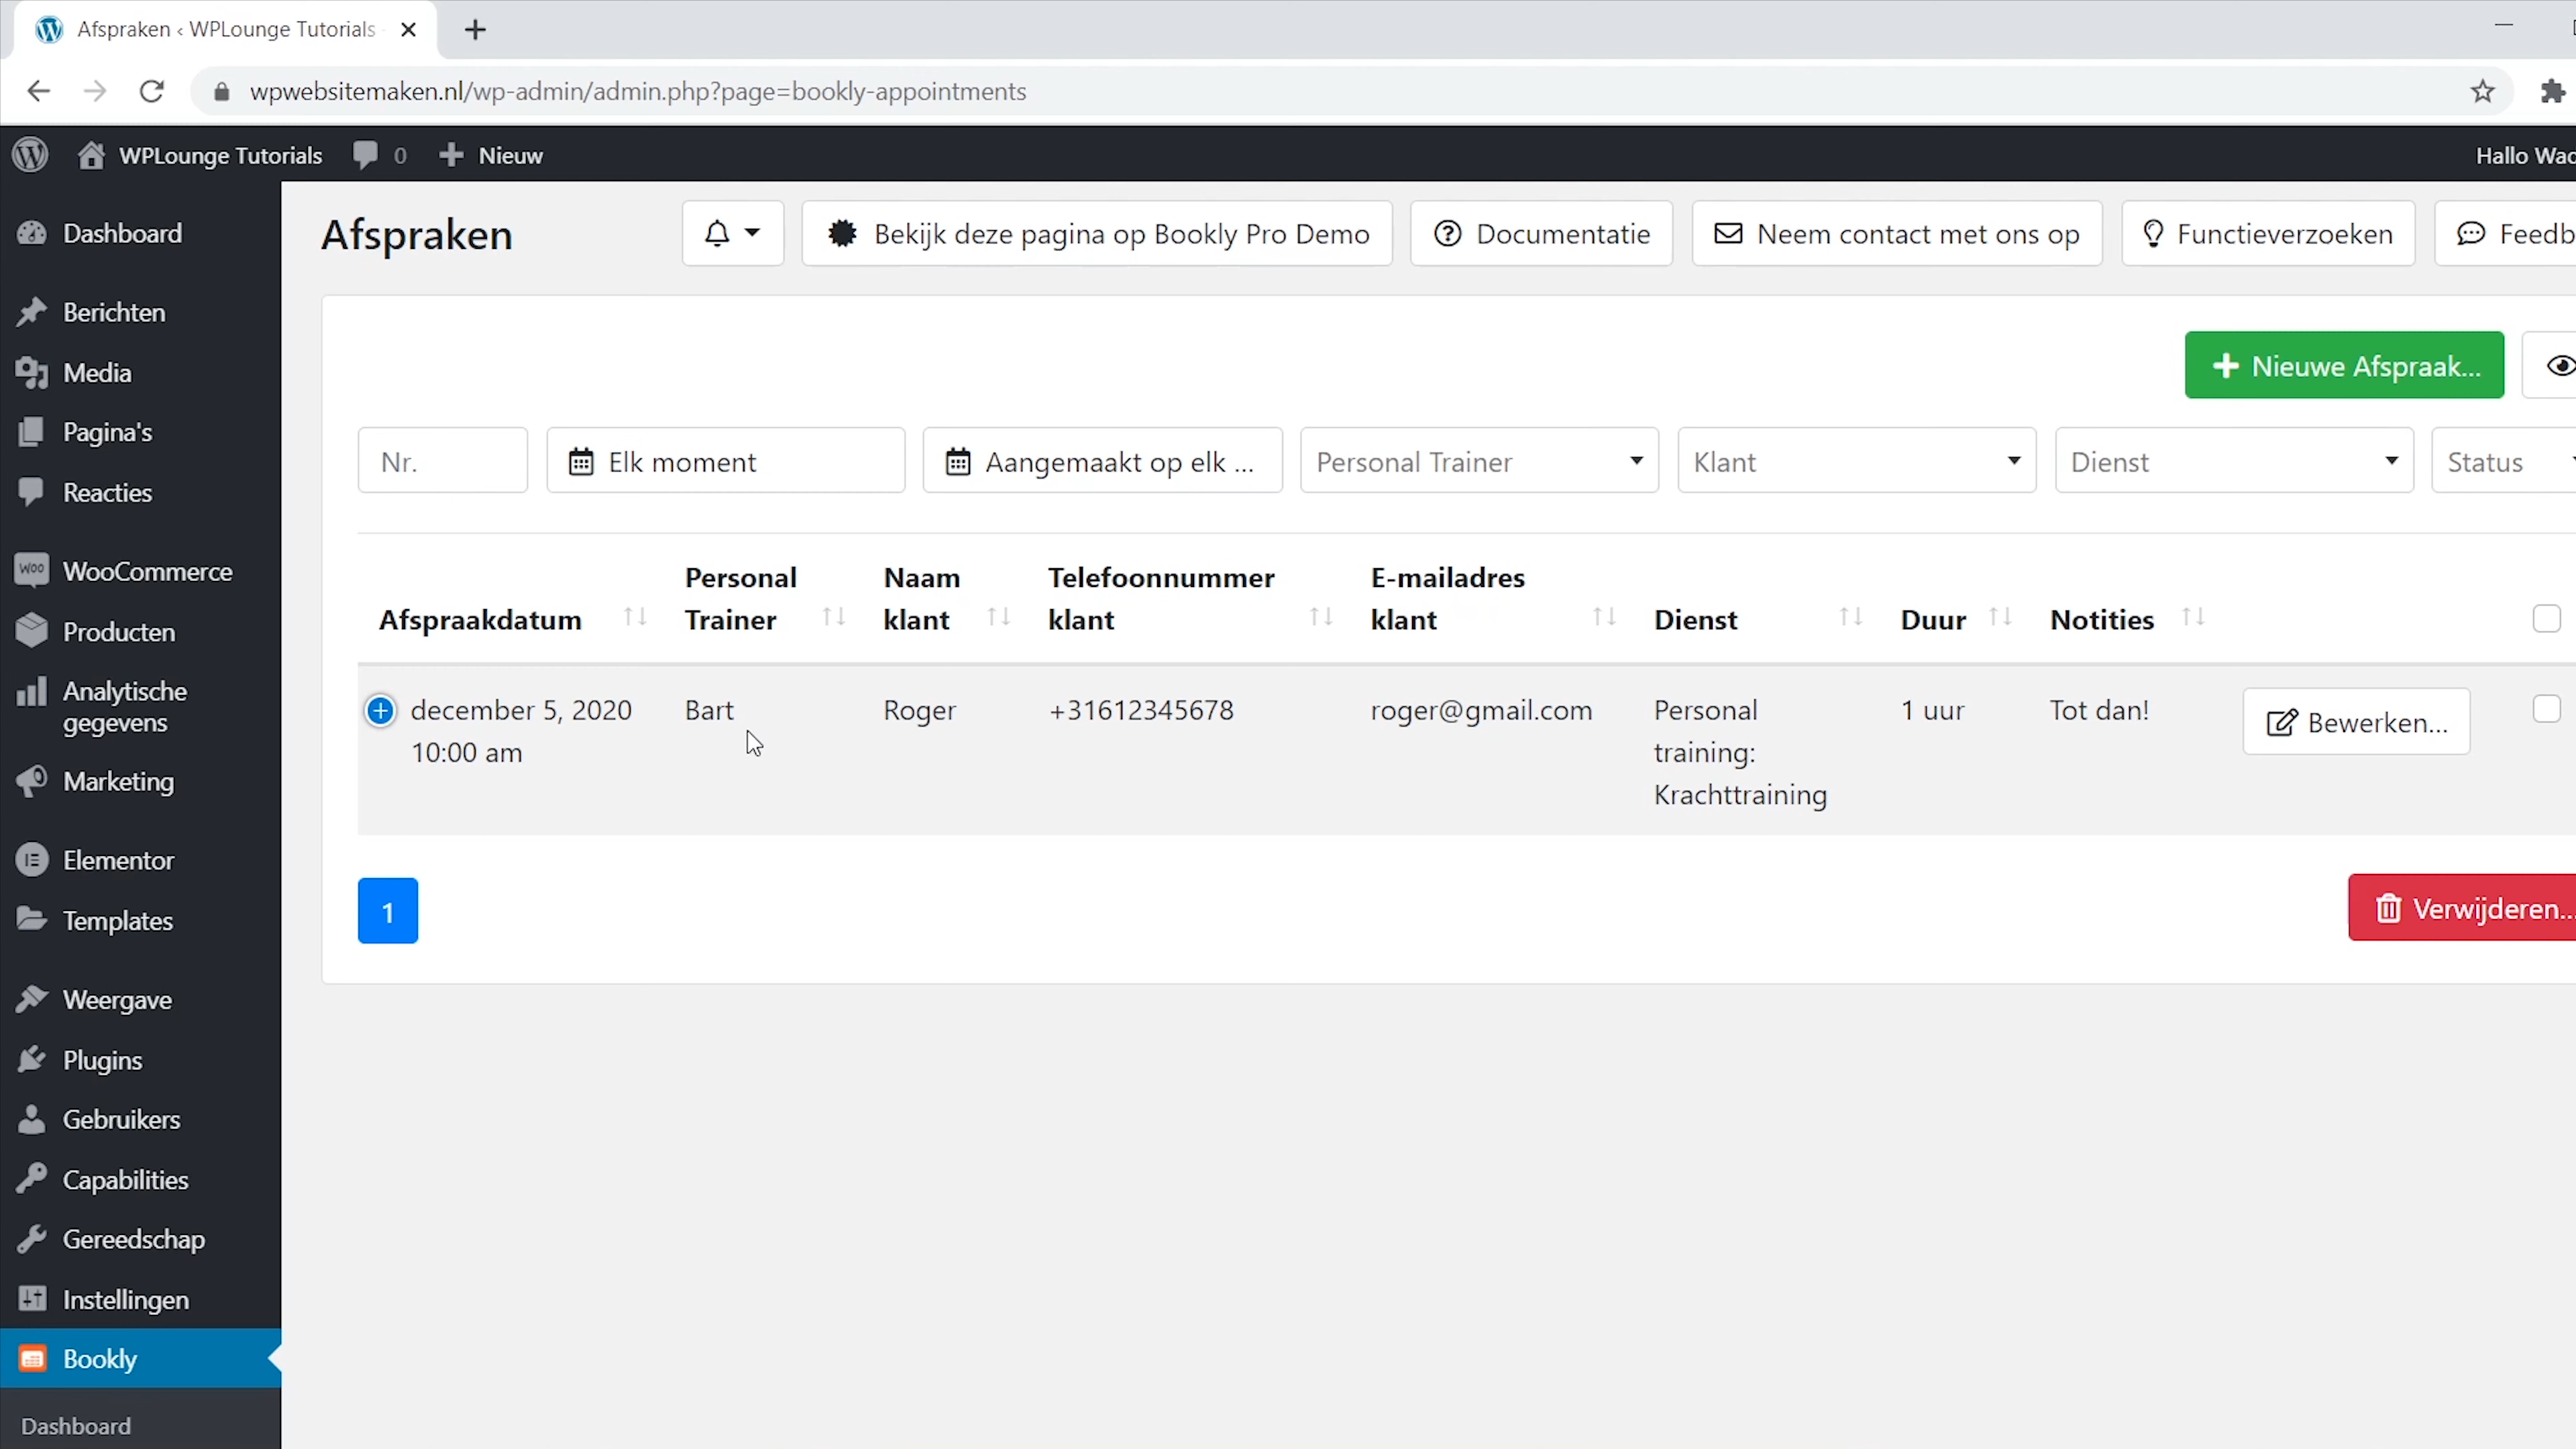 Afspraken ‹ WPLounge Tutorials
wpwebsitemaken.nl/wp-admin/admin.php?page=bookly-appointments
WPLounge Tutorials 0 Nieuw Hallo Wac
Dashboard
Berichten
Media
Pagina's
Reacties
WooCommerce
Producten
Analytische
gegevens
Marketing
Elementor
Templates
Weergave
Plugins
Gebruikers
Capabilities
Gereedschap
Instellingen
Bookly
Dashboard
Afspraken
Bekijk deze pagina op Bookly Pro Demo
Documentatie
Neem contact met ons op
Functieverzoeken
Feedb
Nieuwe Afspraak...
Nr. Elk moment Aangemaakt op elk ... Personal Trainer Klant Dienst Status
Afspraakdatum
Personal
Trainer
Naam
klant
Telefoonnummer
klant
E-mailadres
klant
Dienst
Duur
Notities
december 5, 2020
10:00 am
Bart
Roger
+31612345678
roger@gmail.com
Personal
training:
Krachttraining
1 uur
Tot dan!
Bewerken...
1
Verwijderen...